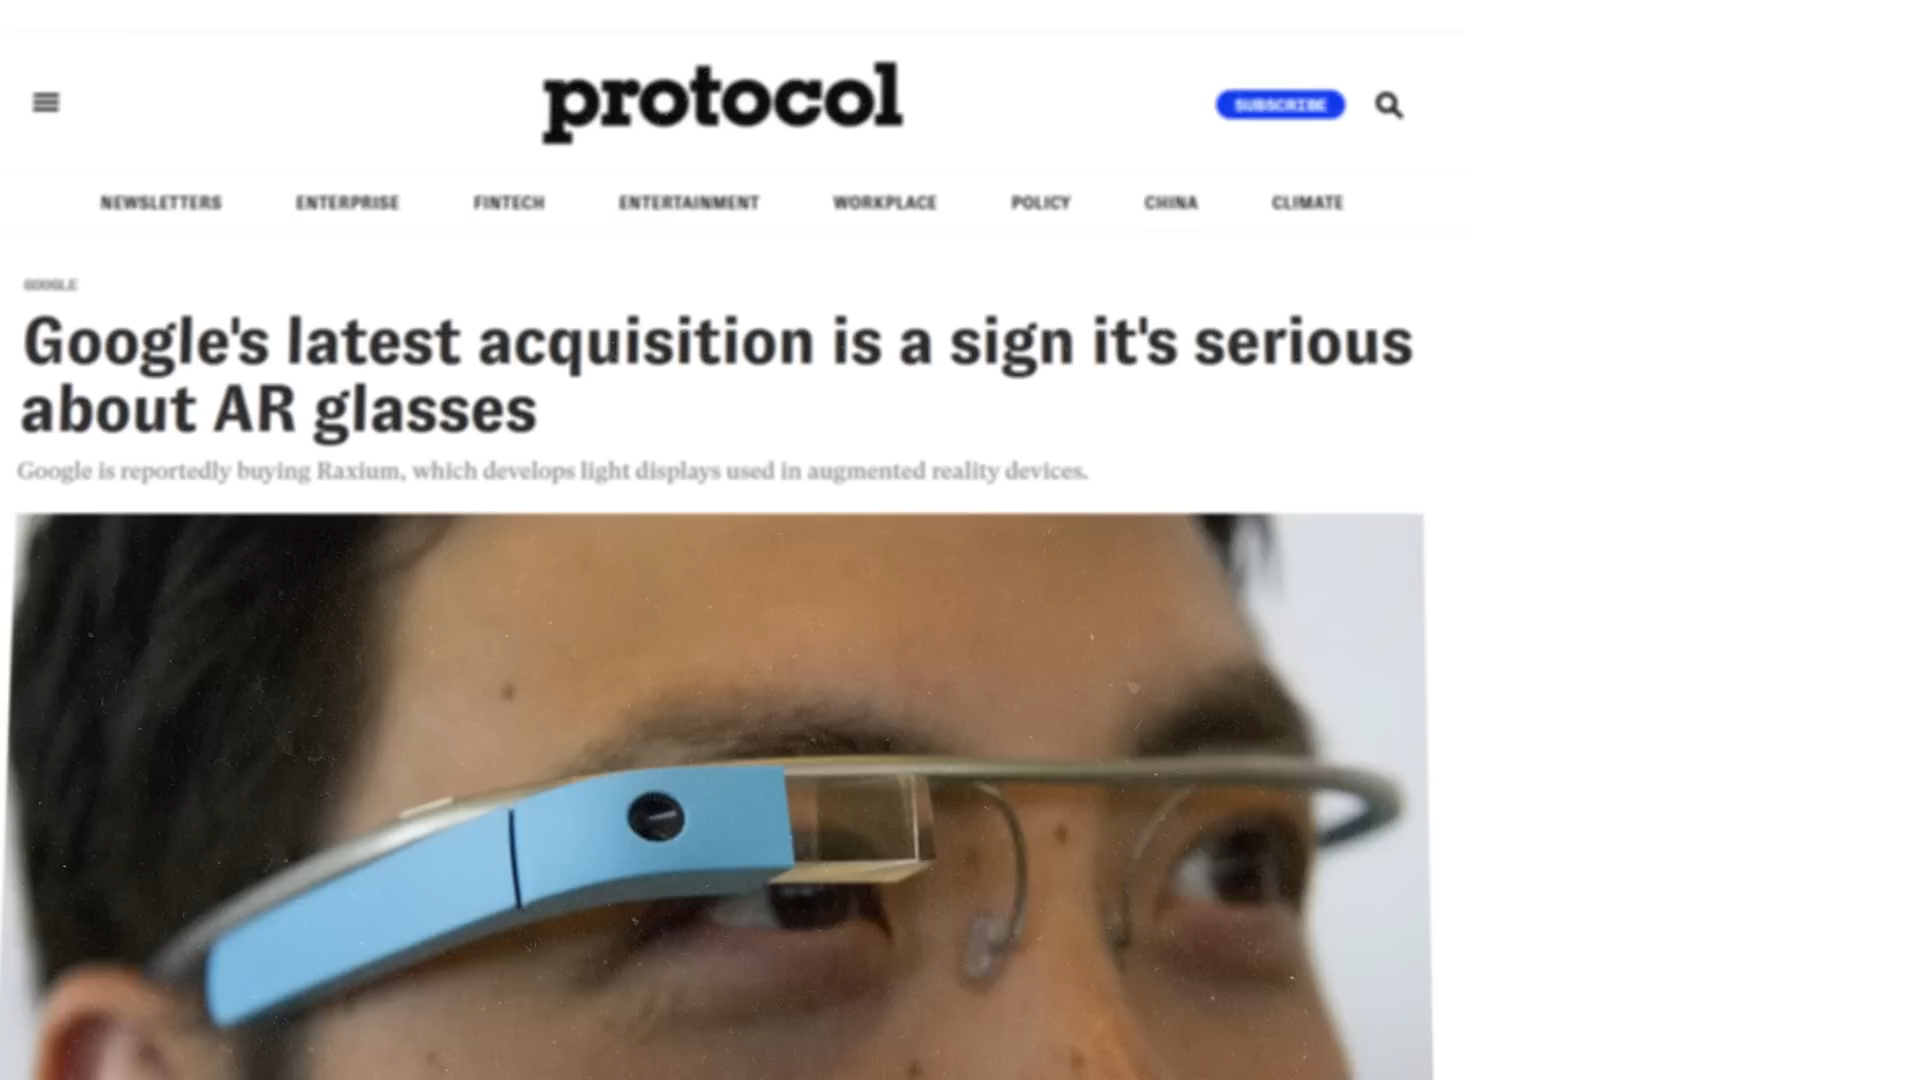 protocol
SUBSCRIBE
NEWSLETTERS ENTERPRISE FINTECH ENTERTAINMENT WORKPLACE POLICY CHINA CLIMATE
GOOGLE
Google's latest acquisition is a sign it's serious
about AR glasses
Google is reportedly buying Raxium, which develops light displays used in augmented reality devices.